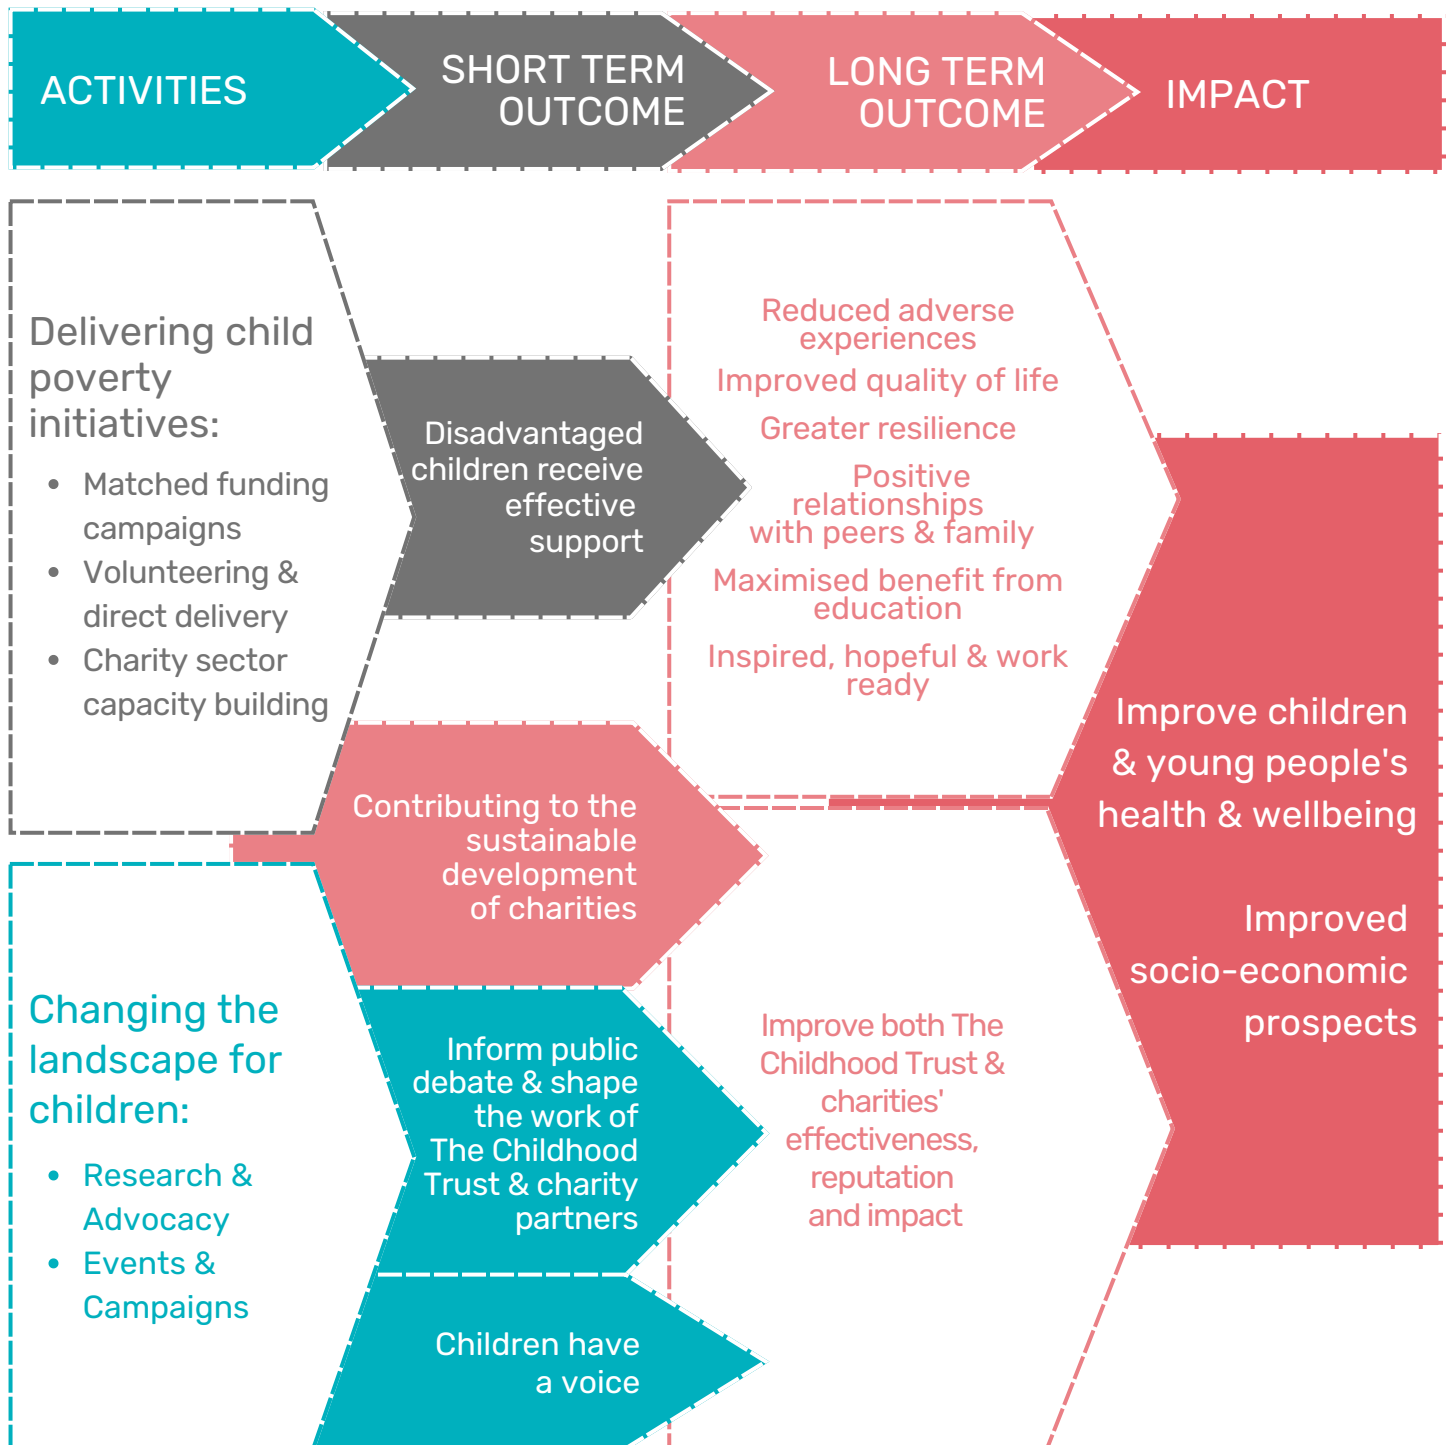 ACTIVITIES
SHORT TERM
OUTCOME
LONG TERM
OUTCOME
IMPACT
Delivering child
poverty
initiatives:
• Matched funding
campaigns
• Volunteering &
direct delivery
• Charity sector
capacity building
Changing the
landscape for
children:
• Research &
Advocacy
• Events &
Campaigns
Disadvantaged
children receive
effective
support
Contributing to the
sustainable
development
of charities
Inform public
debate & shape
the work of
The Childhood
Trust & charity
partners
Children have
a voice
Reduced adverse
experiences
Improved quality of life
Greater resilience
Positive
relationships
with peers & family
Maximised benefit from
education
Inspired, hopeful & work
ready
Improve both The
Childhood Trust &
charities'
effectiveness,
reputation
and impact
Improve children
& young people's
health & wellbeing
Improved
socio-economic
prospects